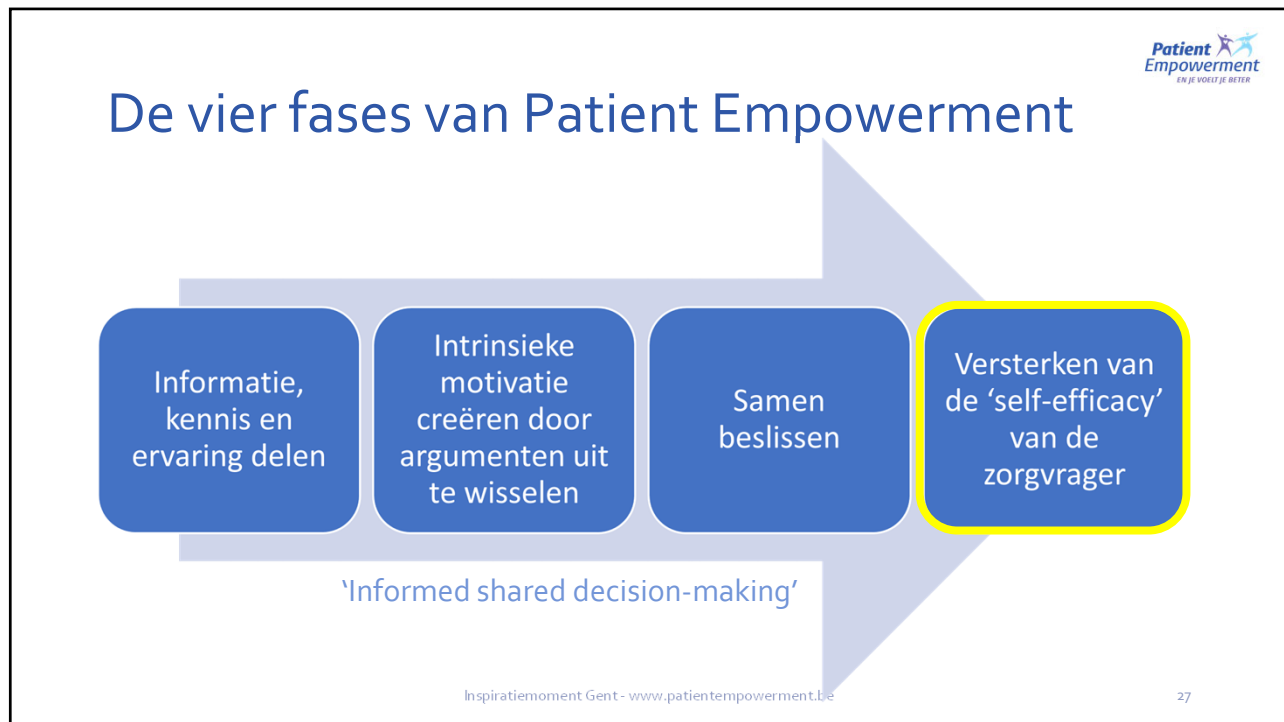 Patient
Empowerment
EN JE VOELT JE BETER
De vier fases van Patient Empowerment
Informatie,
kennis en
ervaring delen
Intrinsieke
motivatie
creëren door
argumenten uit
te wisselen
Samen
beslissen
Versterken van
de ‘self-efficacy’
van de
zorgvrager
‘Informed shared decision-making’
Inspiratiemoment Gent - www.patientempowerment.be
27